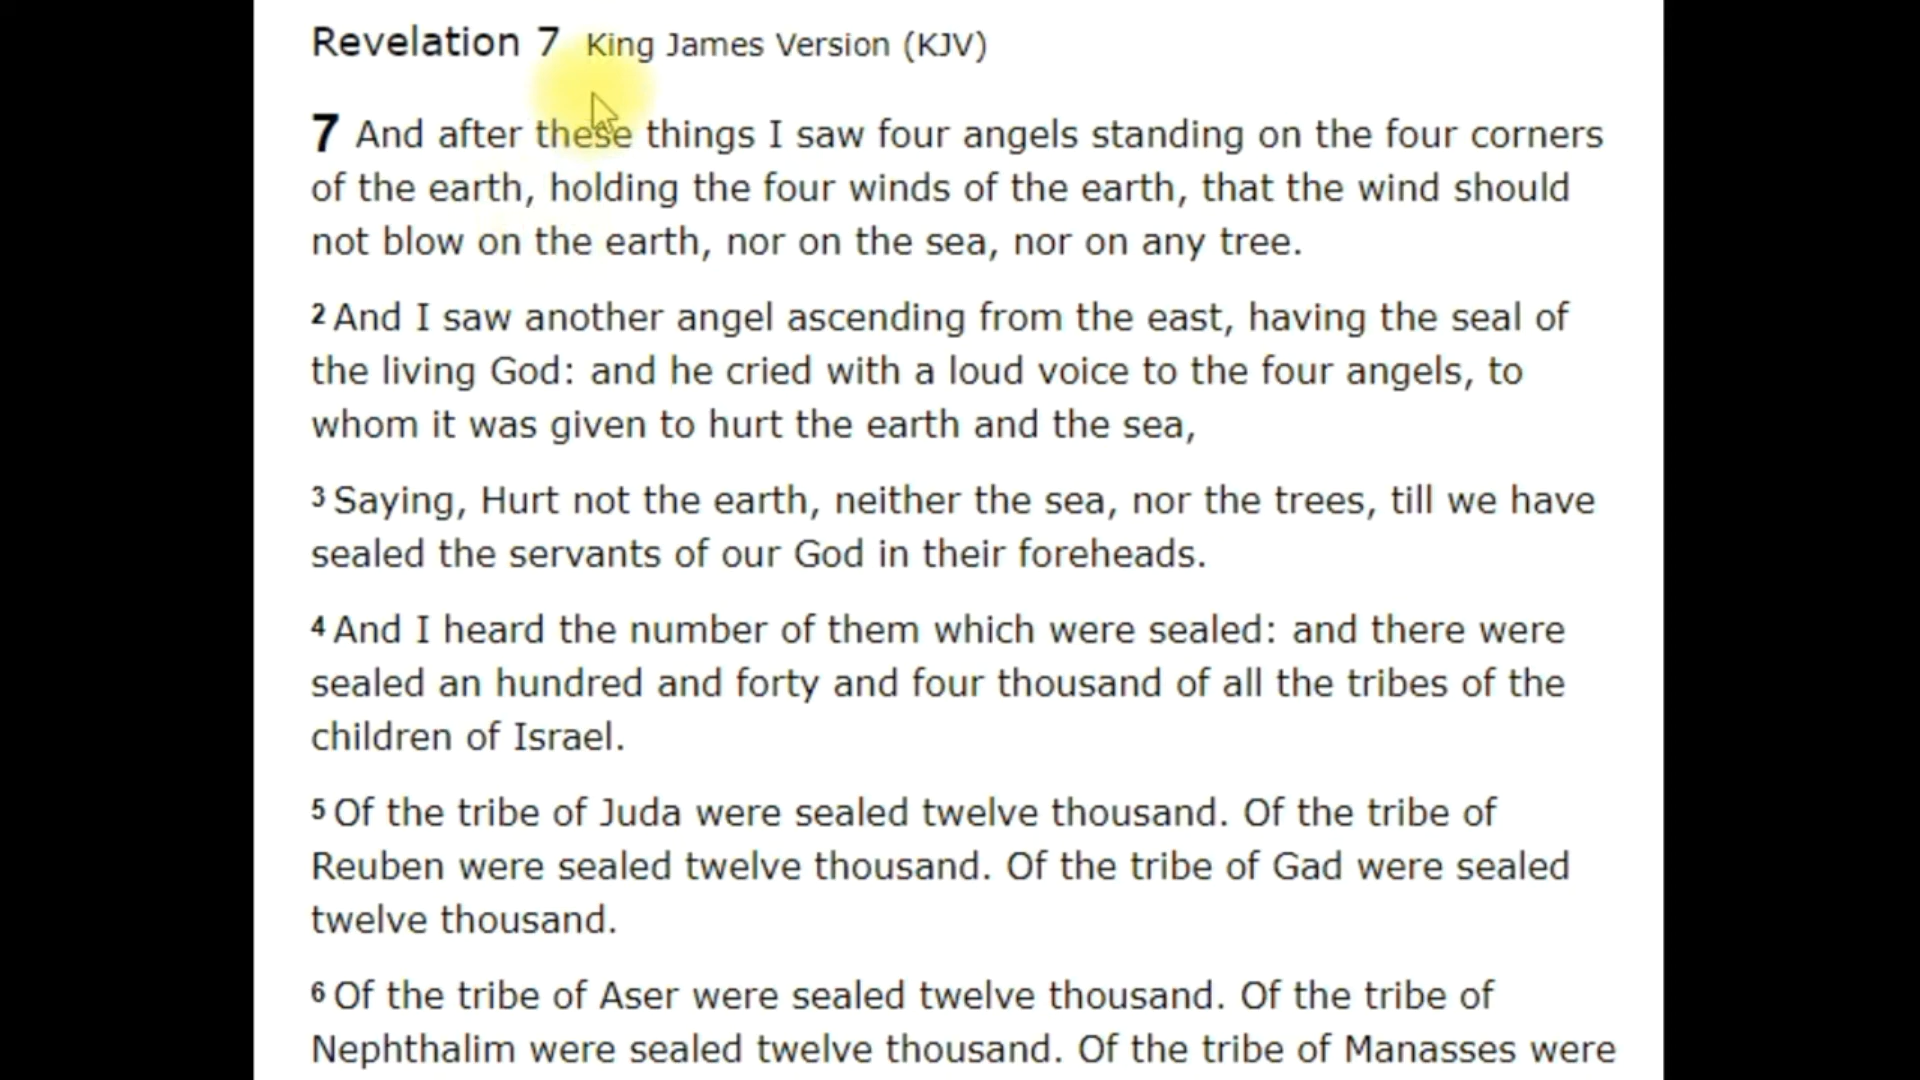 Revelation 7 King James Version (KJV)
7 And after these things I saw four angels standing on the four corners
of the earth, holding the four winds of the earth, that the wind should
not blow on the earth, nor on the sea, nor on any tree.
2 And I saw another angel ascending from the east, having the seal of
the living God: and he cried with a loud voice to the four angels, to
whom it was given to hurt the earth and the sea,
3 Saying, Hurt not the earth, neither the sea, nor the trees, till we have
sealed the servants of our God in their foreheads.
4 And I heard the number of them which were sealed: and there were
sealed an hundred and forty and four thousand of all the tribes of the
children of Israel.
5 Of the tribe of Juda were sealed twelve thousand. Of the tribe of
Reuben were sealed twelve thousand. Of the tribe of Gad were sealed
twelve thousand.
6 Of the tribe of Aser were sealed twelve thousand. Of the tribe of
Nephthalim were sealed twelve thousand. Of the tribe of Manasses were